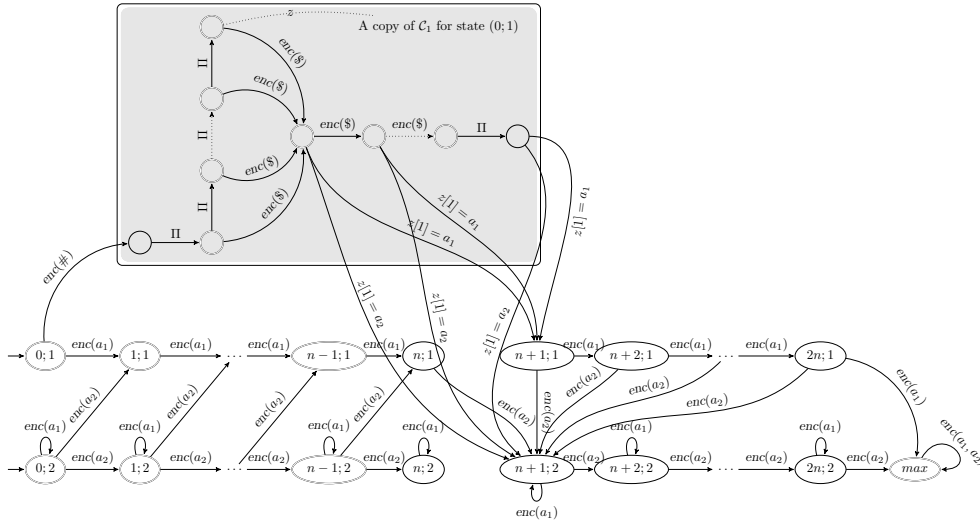 z
A copy of C₁ for state (0; 1)
enc($)
Π
enc($)
enc($) enc($)
Π
Π
enc($)
enc($)
Π
Π
z[1] = a₁
z[1] = a₁
z[1] = a₁
enc(#)
z[1] = a₂
z[1] = a₂
z[1] = a₂
0; 1 enc(a₁) 1; 1 enc(a₁) … enc(a₁) n−1; 1 enc(a₁) n; 1 n+1; 1 enc(a₁) n+2; 1 enc(a₁) … enc(a₁) 2n; 1
enc(a₂) enc(a₂) enc(a₂) enc(a₂) enc(a₂) enc(a₂) enc(a₂) enc(a₂) enc(a₂) enc(a₁)
enc(a₁) enc(a₁) enc(a₁) enc(a₁) enc(a₁) enc(a₁) enc(a₁, a₂)
0; 2 enc(a₂) 1; 2 enc(a₂) … enc(a₂) n−1; 2 enc(a₂) n; 2 n+1; 2 enc(a₂) n+2; 2 enc(a₂) … enc(a₂) 2n; 2 enc(a₂) max
enc(a₁)